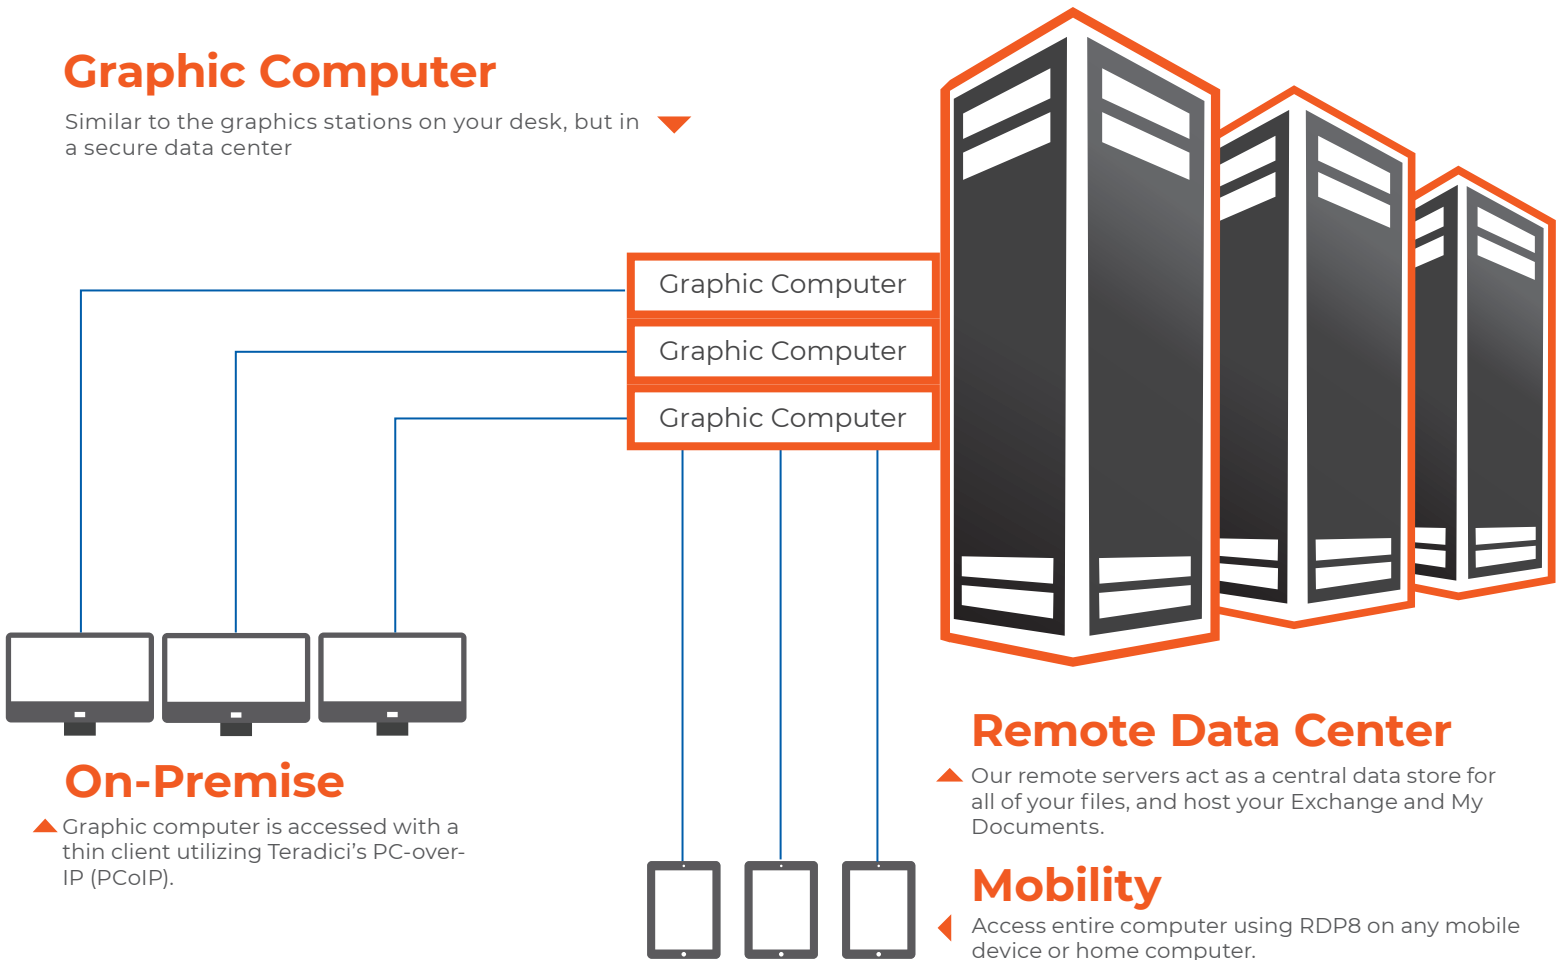 Graphic Computer
Similar to the graphics stations on your desk, but in
a secure data center
Graphic Computer
Graphic Computer
Graphic Computer
On-Premise
Graphic computer is accessed with a
thin client utilizing Teradici’s PC-over-
IP (PCoIP).
Remote Data Center
Our remote servers act as a central data store for
all of your files, and host your Exchange and My
Documents.
Mobility
Access entire computer using RDP8 on any mobile
device or home computer.